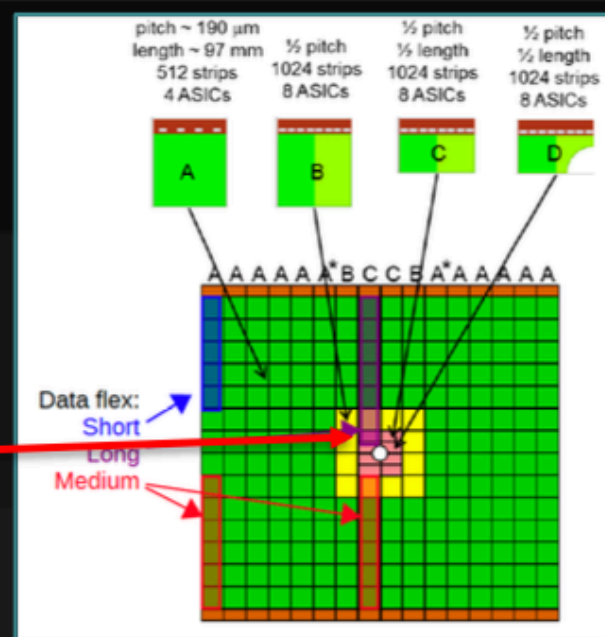 pitch ~ 190 μm
length ~ 97 mm
512 strips
4 ASICs
½ pitch
1024 strips
8 ASICs
½ pitch
½ length
1024 strips
8 ASICs
½ pitch
½ length
1024 strips
8 ASICs
A
B
C
D
A A A A A A* B C C B A* A A A A A
Data flex:
Short
Long
Medium